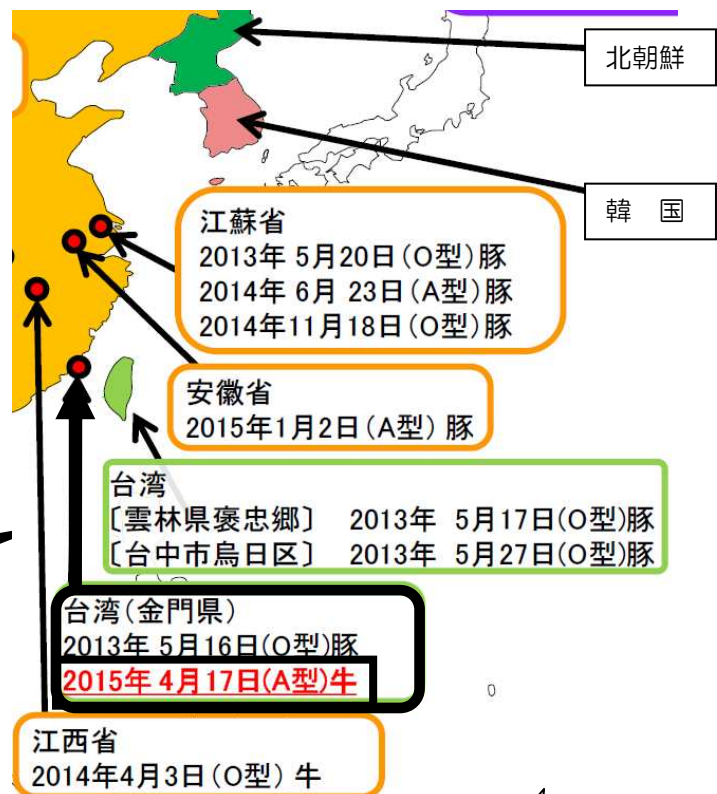 北朝鮮
韓 国
江蘇省
2013年 5月20日(O型)豚
2014年 6月 23日(A型)豚
2014年11月18日(O型)豚
安徽省
2015年1月2日(A型) 豚
台湾
〔雲林県褒忠郷〕 2013年 5月17日(O型)豚
〔台中市烏日区〕 2013年 5月27日(O型)豚
台湾(金門県)
2013年 5月16日(O型)豚
2015年 4月17日(A型)牛
江西省
2014年4月3日(O型) 牛